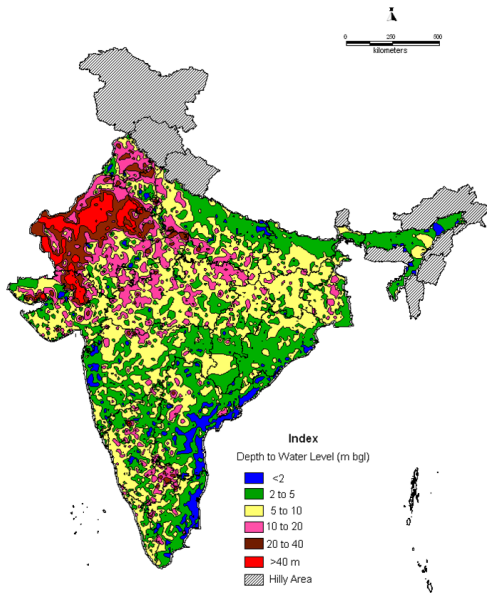 0 250 500
kilometers
Index
Depth to Water Level (m bgl)
<2
2 to 5
5 to 10
10 to 20
20 to 40
>40 m
Hilly Area